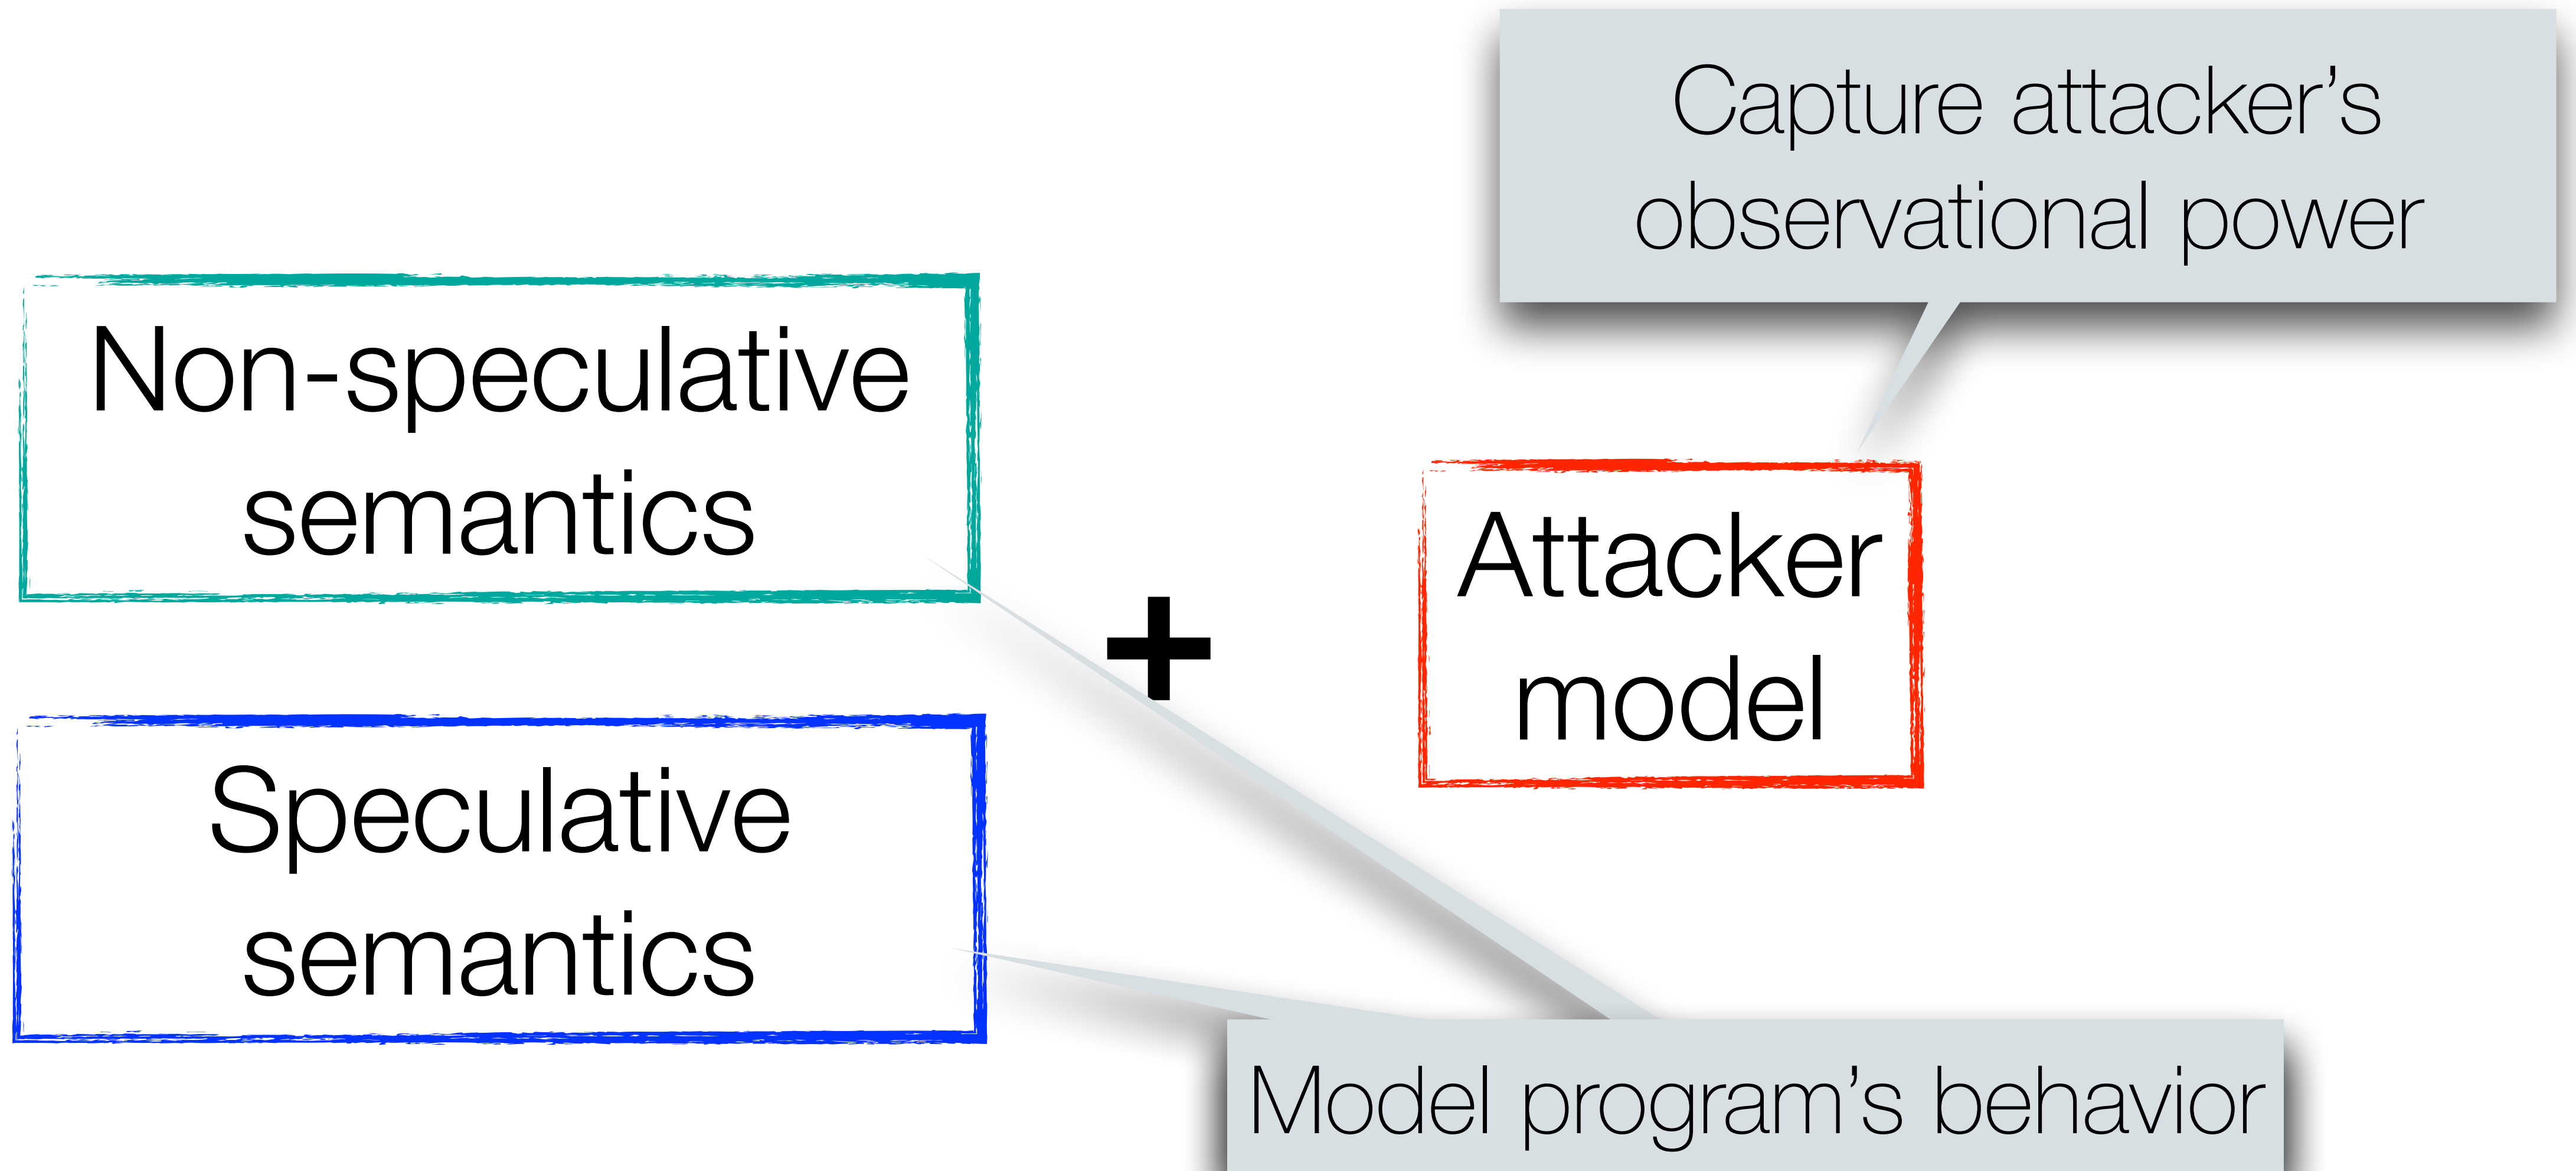 Capture attacker’s
observational power
Non-speculative
semantics
+
Attacker
model
Speculative
semantics
Model program’s behavior